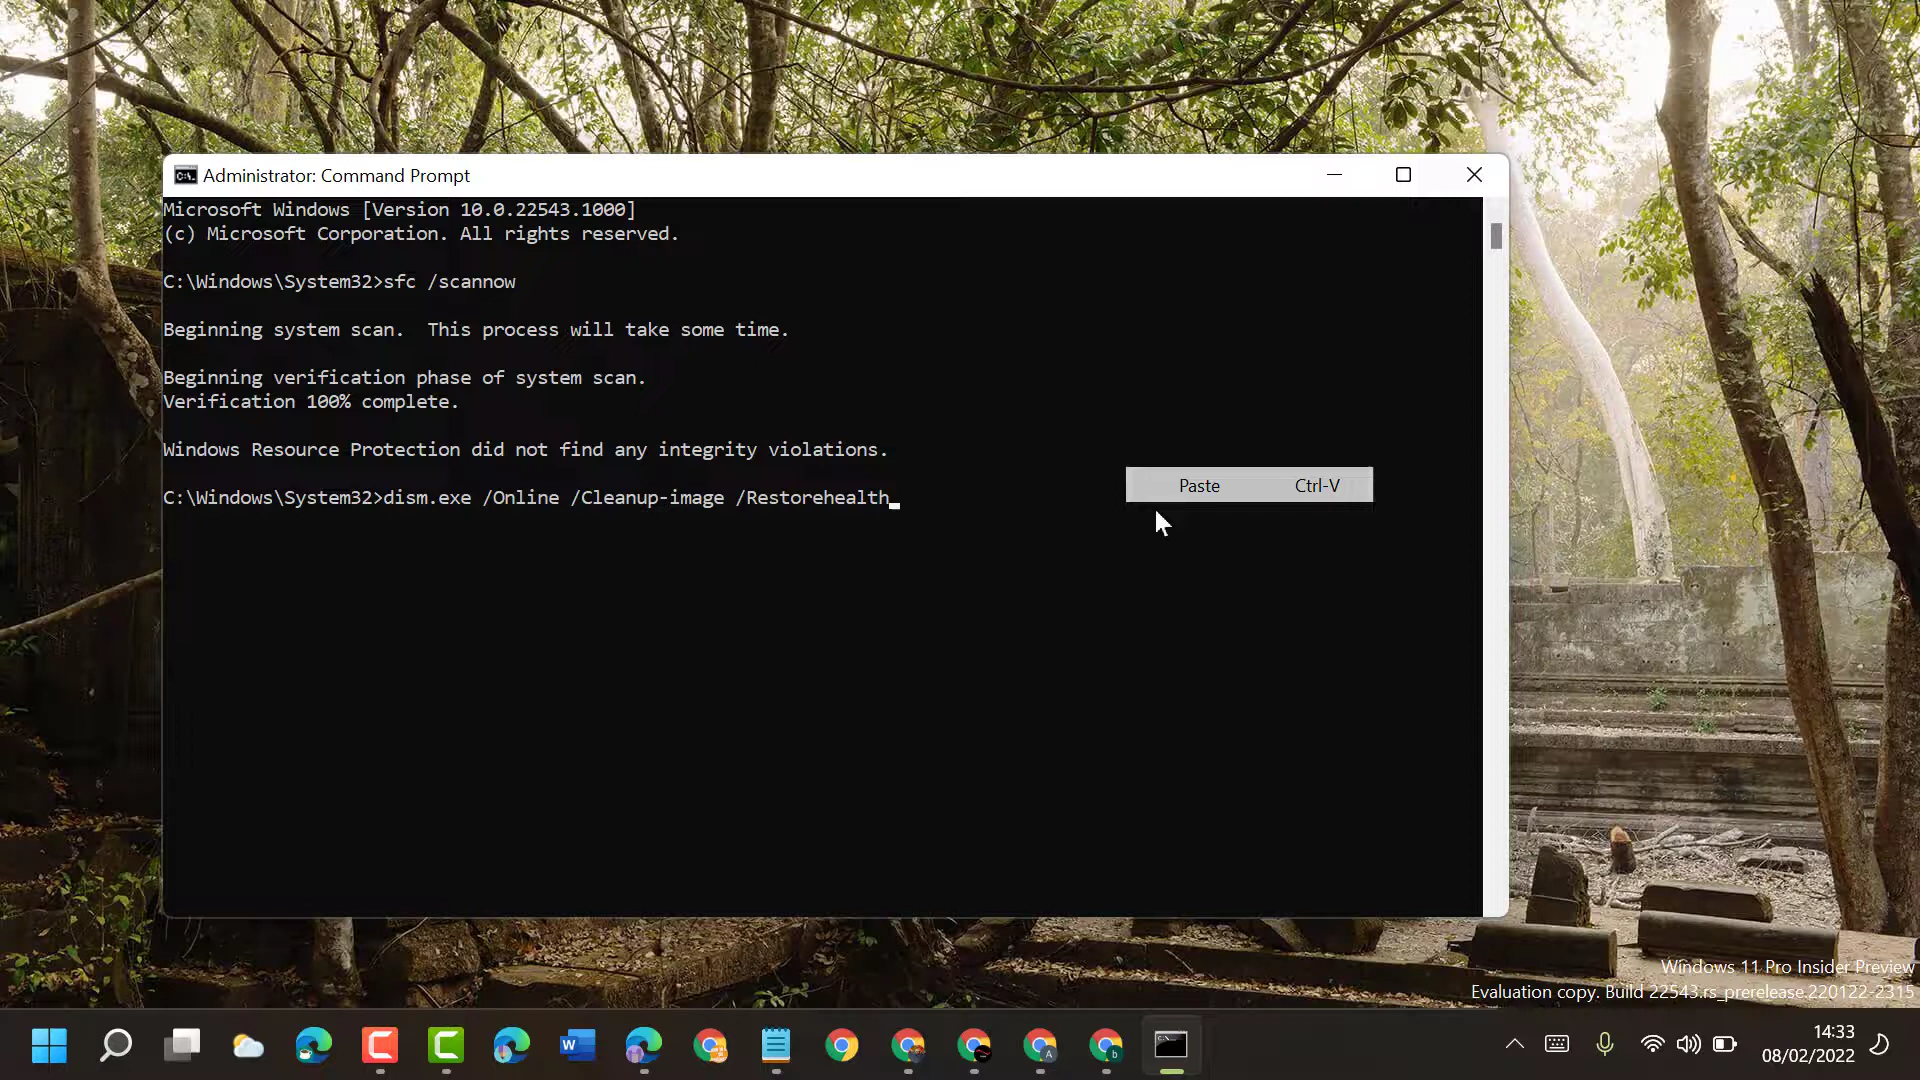 Administrator: Command Prompt
Microsoft Windows [Version 10.0.22543.1000]
(c) Microsoft Corporation. All rights reserved.
C:\Windows\System32>sfc /scannow
Beginning system scan.  This process will take some time.
Beginning verification phase of system scan.
Verification 100% complete.
Windows Resource Protection did not find any integrity violations.
C:\Windows\System32>dism.exe /Online /Cleanup-image /Restorehealth
Paste Ctrl-V
Windows 11 Pro Insider Preview
Evaluation copy. Build 22543.rs_prerelease.220122-2315
14:33
08/02/2022